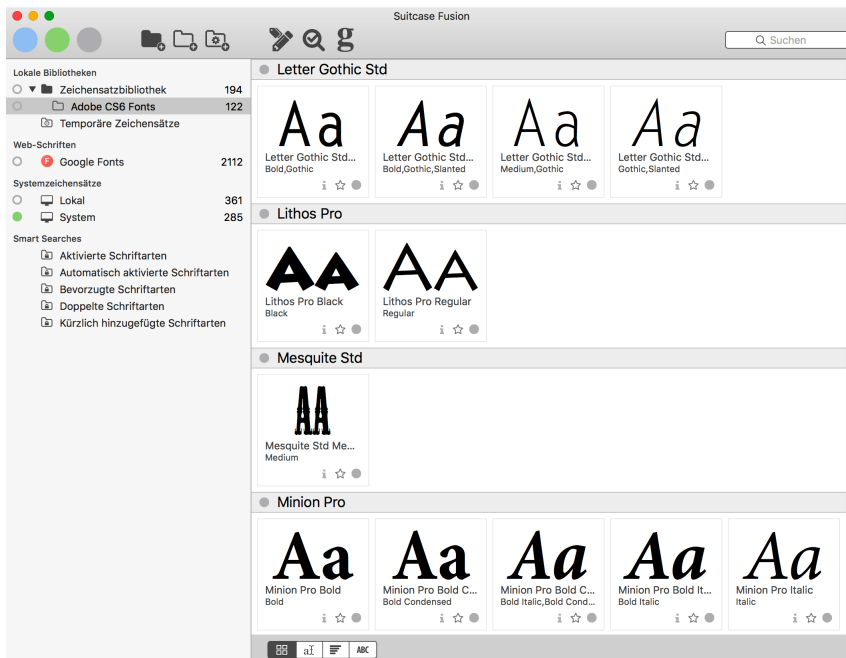 Suitcase Fusion
g
Suchen
Lokale Bibliotheken
Zeichensatzbibliothek 194
Adobe CS6 Fonts 122
Temporäre Zeichensätze
Web-Schriften
F Google Fonts 2112
Systemzeichensätze
Lokal 361
System 285
Smart Searches
Aktivierte Schriftarten
Automatisch aktivierte Schriftarten
Bevorzugte Schriftarten
Doppelte Schriftarten
Kürzlich hinzugefügte Schriftarten
Letter Gothic Std
Aa Aa Aa Aa
Letter Gothic Std... Letter Gothic Std... Letter Gothic Std... Letter Gothic Std...
Bold,Gothic Bold,Gothic,Slanted Medium,Gothic Gothic,Slanted
i i i i
Lithos Pro
AA AA
Lithos Pro Black Lithos Pro Regular
Black Regular
i i
Mesquite Std
AA
Mesquite Std Me...
Medium
i
Minion Pro
Aa Aa Aa Aa Aa
Minion Pro Bold Minion Pro Bold C... Minion Pro Bold C... Minion Pro Bold It... Minion Pro Italic
Bold Bold Condensed Bold Italic,Bold Cond... Bold Italic Italic
i i i i i
aI ABC